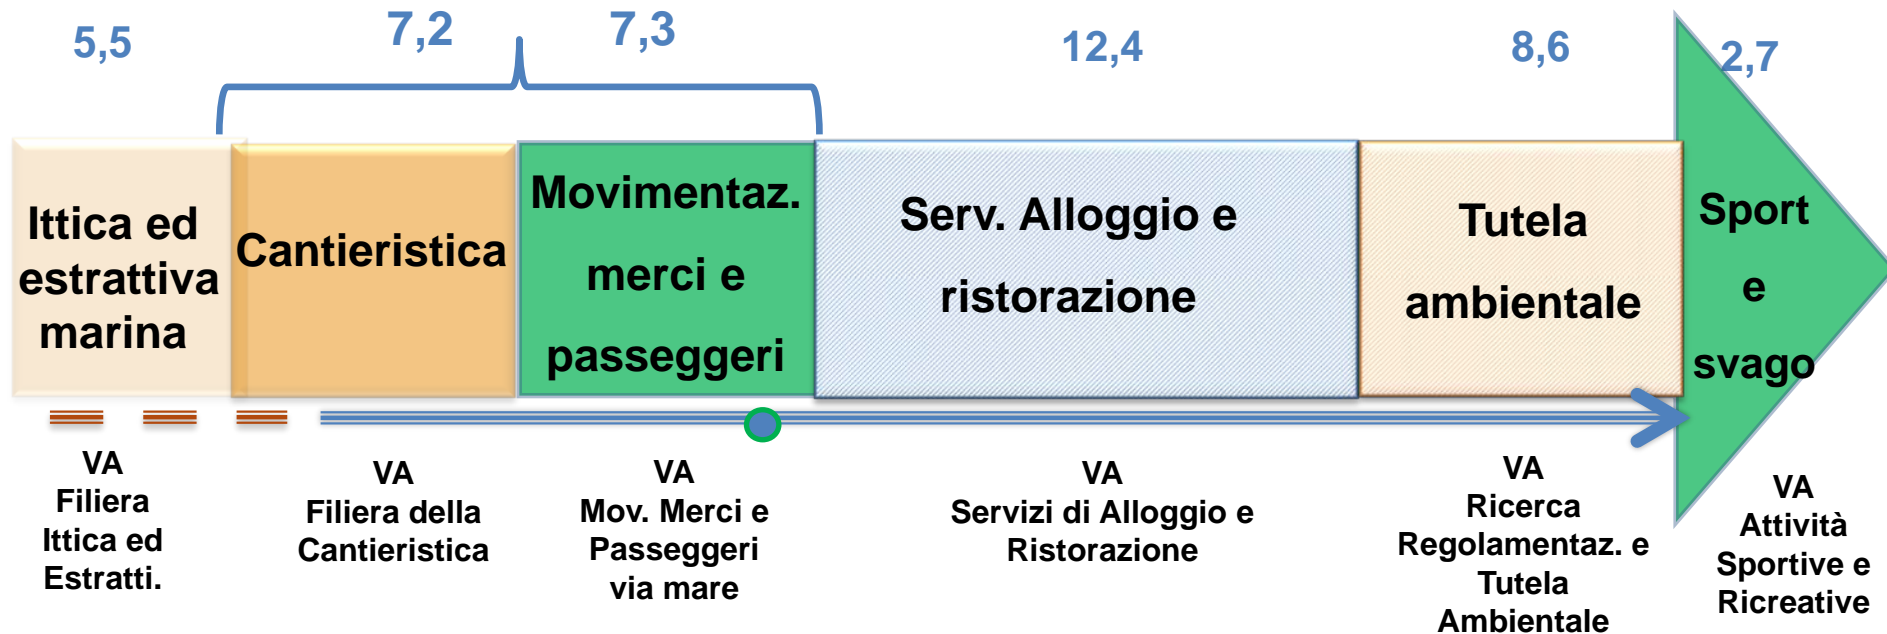 5,5
7,2
7,3
12,4
8,6
2,7
Ittica ed
estrattiva
marina
Cantieristica
Movimentaz.
merci e
passeggeri
Serv. Alloggio e
ristorazione
Tutela
ambientale
Sport
e
svago
VA
Filiera
Ittica ed
Estratti.
VA
Filiera della
Cantieristica
VA
Mov. Merci e
Passeggeri
via mare
VA
Servizi di Alloggio e
Ristorazione
VA
Ricerca
Regolamentaz. e
Tutela
Ambientale
VA
Attività
Sportive e
Ricreative